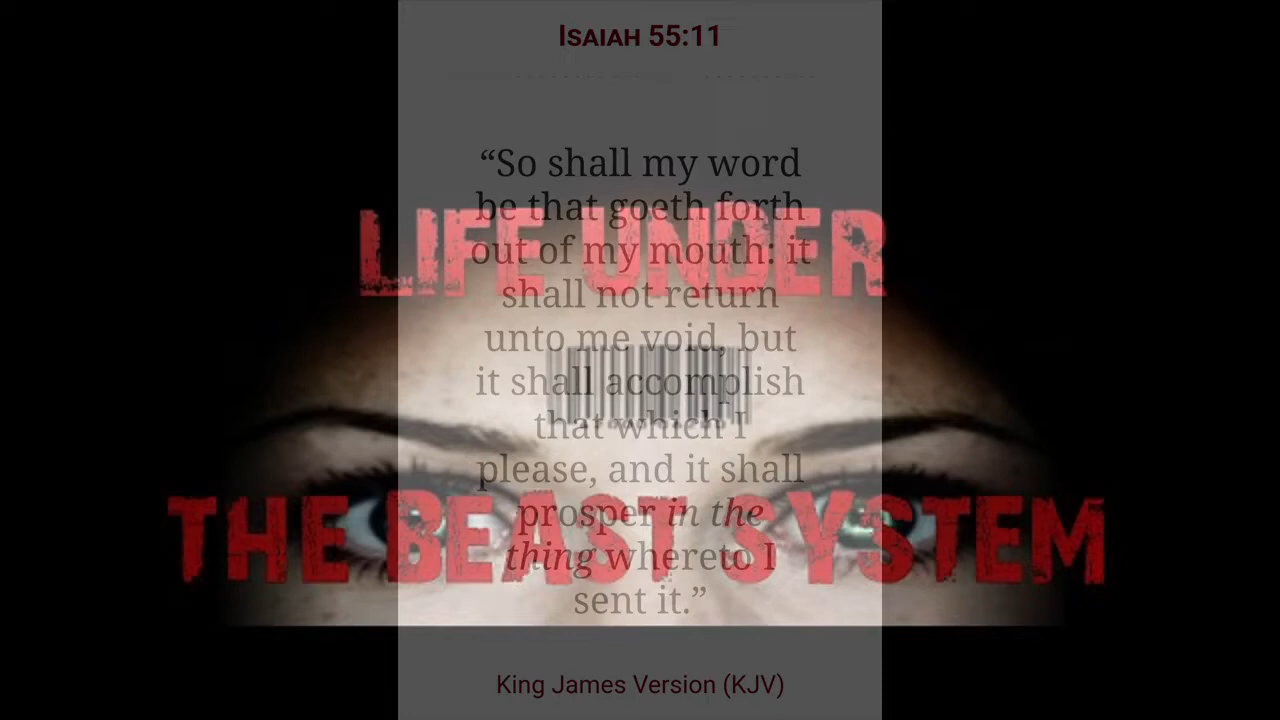 Isaiah 55:11
“So shall my word
be that goeth forth
LIFE UNDER
out of my mouth: it
shall not return
unto me void, but
it shall accomplish
that which I
please, and it shall
prosper in the
THE BEAST SYSTEM
thing whereto I
sent it.”
King James Version (KJV)